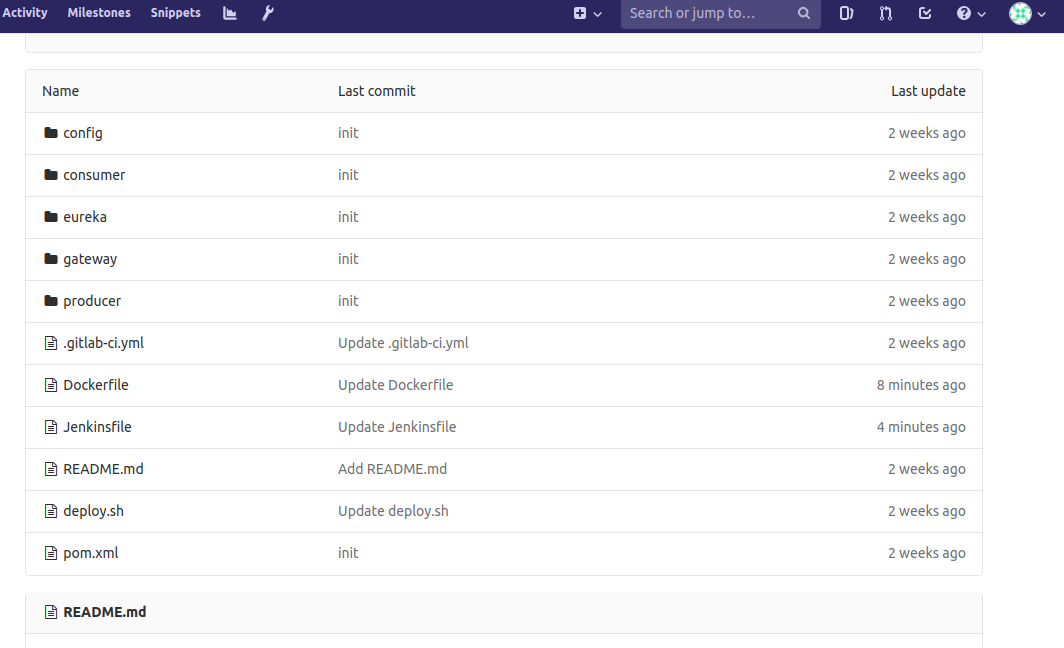 Activity Milestones Snippets Search or jump to...
Name Last commit Last update
config init 2 weeks ago
consumer init 2 weeks ago
eureka init 2 weeks ago
gateway init 2 weeks ago
producer init 2 weeks ago
.gitlab-ci.yml Update .gitlab-ci.yml 2 weeks ago
Dockerfile Update Dockerfile 8 minutes ago
Jenkinsfile Update Jenkinsfile 4 minutes ago
README.md Add README.md 2 weeks ago
deploy.sh Update deploy.sh 2 weeks ago
pom.xml init 2 weeks ago
README.md